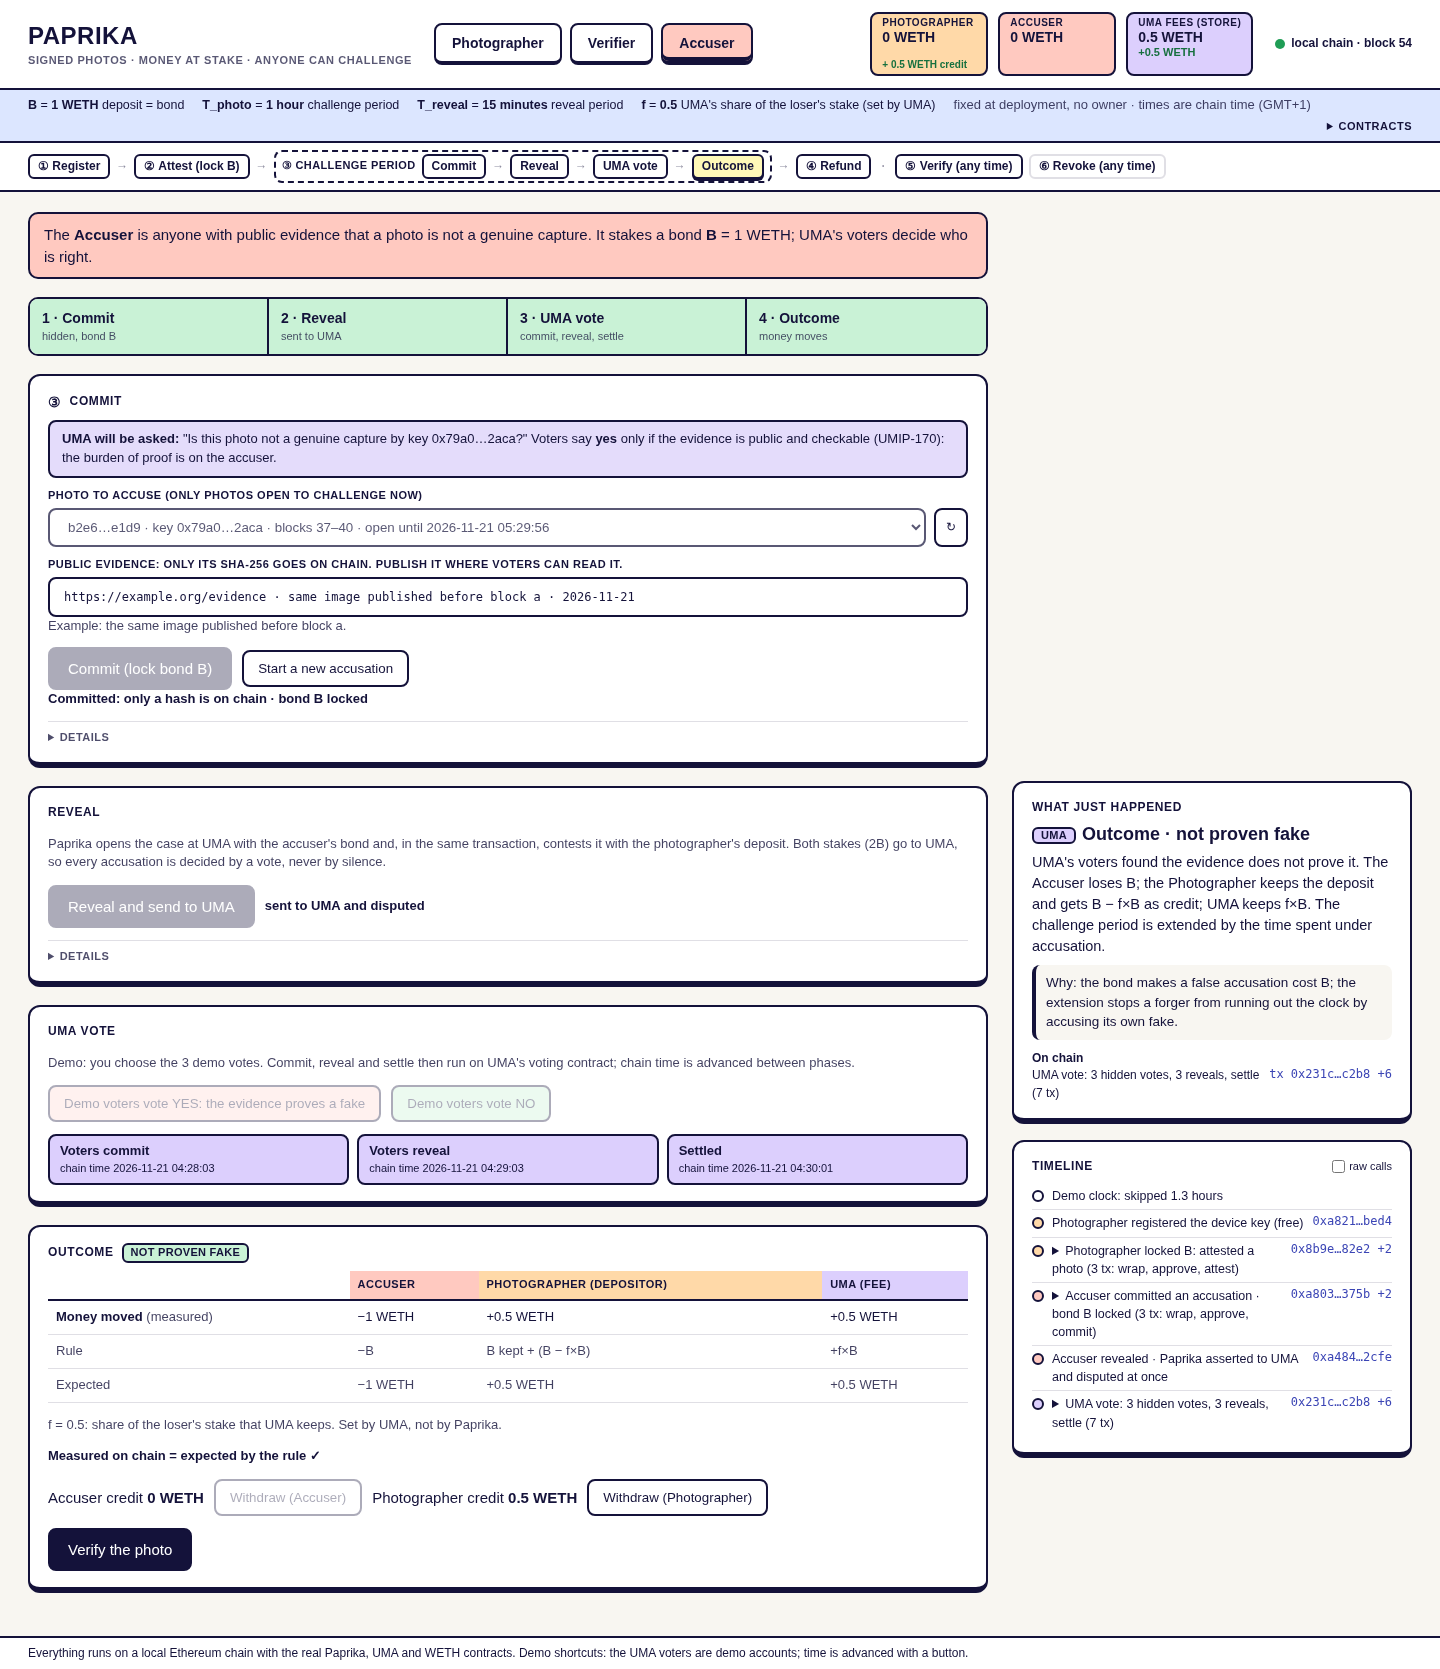 PAPRIKA
SIGNED PHOTOS · MONEY AT STAKE · ANYONE CAN CHALLENGE
Photographer
Verifier
Accuser
PHOTOGRAPHER
0 WETH
+ 0.5 WETH credit
ACCUSER
0 WETH
UMA FEES (STORE)
0.5 WETH
+0.5 WETH
local chain · block 54
B = 1 WETH deposit = bond T_photo = 1 hour challenge period T_reveal = 15 minutes reveal period f = 0.5 UMA's share of the loser's stake (set by UMA) fixed at deployment, no owner · times are chain time (GMT+1)
▶ CONTRACTS
① Register → ② Attest (lock B) → ③ CHALLENGE PERIOD Commit → Reveal → UMA vote → Outcome → ④ Refund · ⑤ Verify (any time) ⑥ Revoke (any time)
The Accuser is anyone with public evidence that a photo is not a genuine capture. It stakes a bond B = 1 WETH; UMA's voters decide who
is right.
1 · Commit
hidden, bond B
2 · Reveal
sent to UMA
3 · UMA vote
commit, reveal, settle
4 · Outcome
money moves
③ COMMIT
UMA will be asked: "Is this photo not a genuine capture by key 0x79a0…2aca?" Voters say yes only if the evidence is public and checkable (UMIP-170):
the burden of proof is on the accuser.
PHOTO TO ACCUSE (ONLY PHOTOS OPEN TO CHALLENGE NOW)
b2e6…e1d9 · key 0x79a0…2aca · blocks 37–40 · open until 2026-11-21 05:29:56
↻
PUBLIC EVIDENCE: ONLY ITS SHA-256 GOES ON CHAIN. PUBLISH IT WHERE VOTERS CAN READ IT.
https://example.org/evidence · same image published before block a · 2026-11-21
Example: the same image published before block a.
Commit (lock bond B)
Start a new accusation
Committed: only a hash is on chain · bond B locked
▶ DETAILS
REVEAL
Paprika opens the case at UMA with the accuser's bond and, in the same transaction, contests it with the photographer's deposit. Both stakes (2B) go to UMA,
so every accusation is decided by a vote, never by silence.
Reveal and send to UMA
sent to UMA and disputed
▶ DETAILS
UMA VOTE
Demo: you choose the 3 demo votes. Commit, reveal and settle then run on UMA's voting contract; chain time is advanced between phases.
Demo voters vote YES: the evidence proves a fake
Demo voters vote NO
Voters commit
chain time 2026-11-21 04:28:03
Voters reveal
chain time 2026-11-21 04:29:03
Settled
chain time 2026-11-21 04:30:01
OUTCOME NOT PROVEN FAKE
ACCUSER PHOTOGRAPHER (DEPOSITOR) UMA (FEE)
Money moved (measured) −1 WETH +0.5 WETH +0.5 WETH
Rule −B B kept + (B − f×B) +f×B
Expected −1 WETH +0.5 WETH +0.5 WETH
f = 0.5: share of the loser's stake that UMA keeps. Set by UMA, not by Paprika.
Measured on chain = expected by the rule ✓
Accuser credit 0 WETH Withdraw (Accuser) Photographer credit 0.5 WETH Withdraw (Photographer)
Verify the photo
WHAT JUST HAPPENED
UMA Outcome · not proven fake
UMA's voters found the evidence does not prove it. The
Accuser loses B; the Photographer keeps the deposit
and gets B − f×B as credit; UMA keeps f×B. The
challenge period is extended by the time spent under
accusation.
Why: the bond makes a false accusation cost B; the
extension stops a forger from running out the clock by
accusing its own fake.
On chain
UMA vote: 3 hidden votes, 3 reveals, settle tx 0x231c…c2b8 +6
(7 tx)
TIMELINE
raw calls
Demo clock: skipped 1.3 hours
Photographer registered the device key (free) 0xa821…bed4
▶ Photographer locked B: attested a 0x8b9e…82e2 +2
photo (3 tx: wrap, approve, attest)
▶ Accuser committed an accusation · 0xa803…375b +2
bond B locked (3 tx: wrap, approve,
commit)
Accuser revealed · Paprika asserted to UMA 0xa484…2cfe
and disputed at once
▶ UMA vote: 3 hidden votes, 3 reveals, 0x231c…c2b8 +6
settle (7 tx)
Everything runs on a local Ethereum chain with the real Paprika, UMA and WETH contracts. Demo shortcuts: the UMA voters are demo accounts; time is advanced with a button.